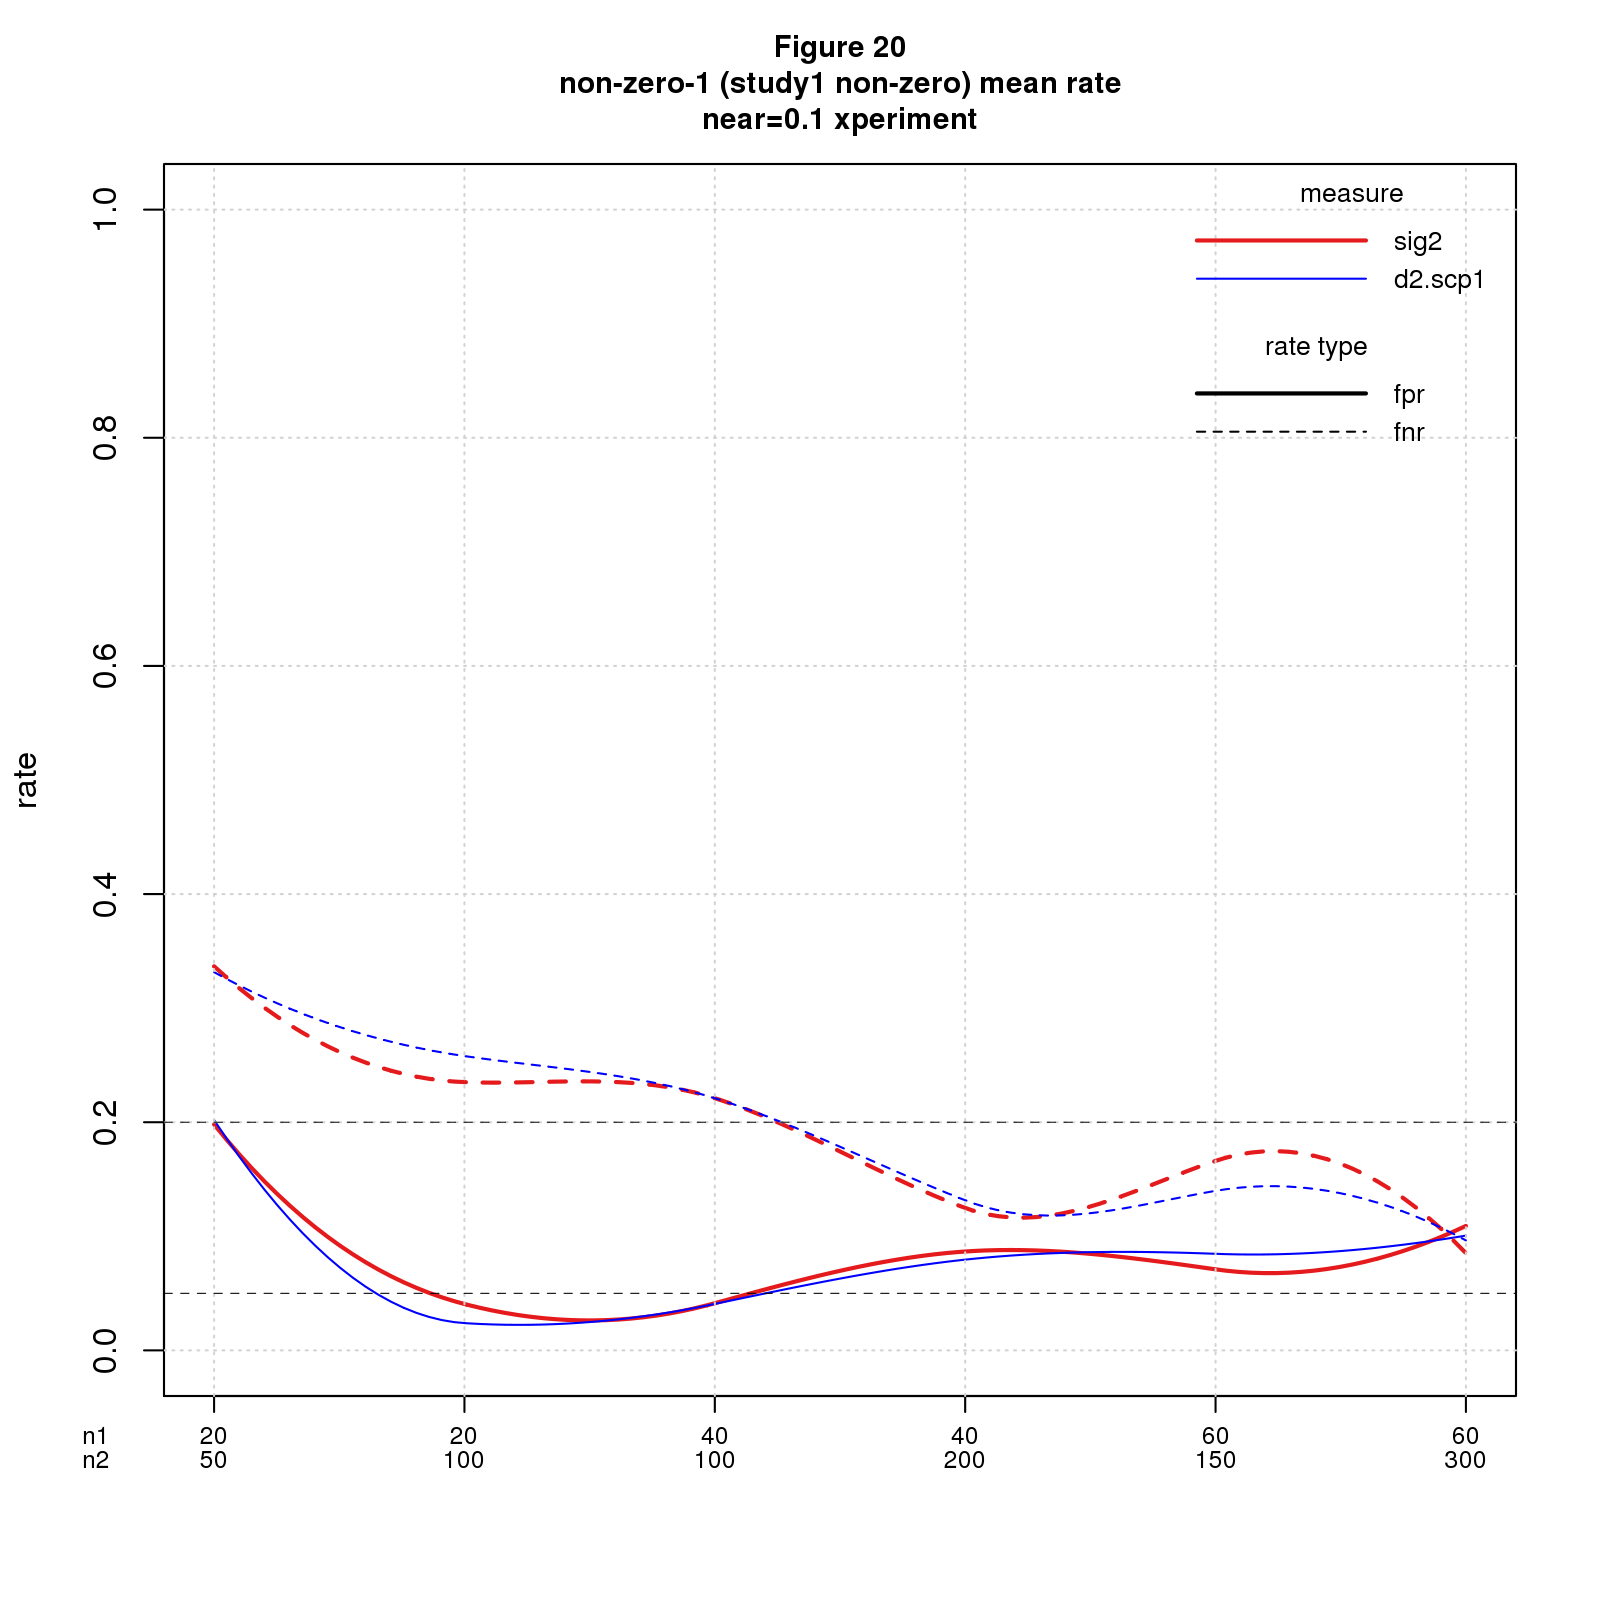 Figure 20
non-zero-1 (study1 non-zero) mean rate
near=0.1 xperiment
measure
sig2
d2.scp1
rate type
fpr
fnr
rate
1.0
0.8
0.6
0.4
0.2
0.0
n1 20 20 40 40 60 60
n2 50 100 100 200 150 300